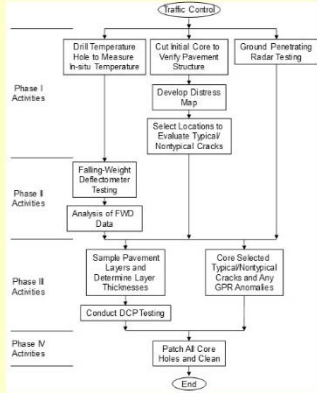 Traffic Control
Drill Temperature
Hole to Measure
In-situ Temperature
Cut Initial Core to
Verify Pavement
Structure
Ground Penetrating
Radar Testing
Phase I
Activities
Develop Distress
Map
Select Locations to
Evaluate Typical/
Nontypical Cracks
Falling-Weight
Deflectometer
Testing
Phase II
Activities
Analysis of FWD
Data
Sample Pavement
Layers and
Determine Layer
Thicknesses
Core Selected
Typical/Nontypical
Cracks and Any
GPR Anomalies
Phase III
Activities
Conduct DCP Testing
Phase IV
Activities
Patch All Core
Holes and Clean
End